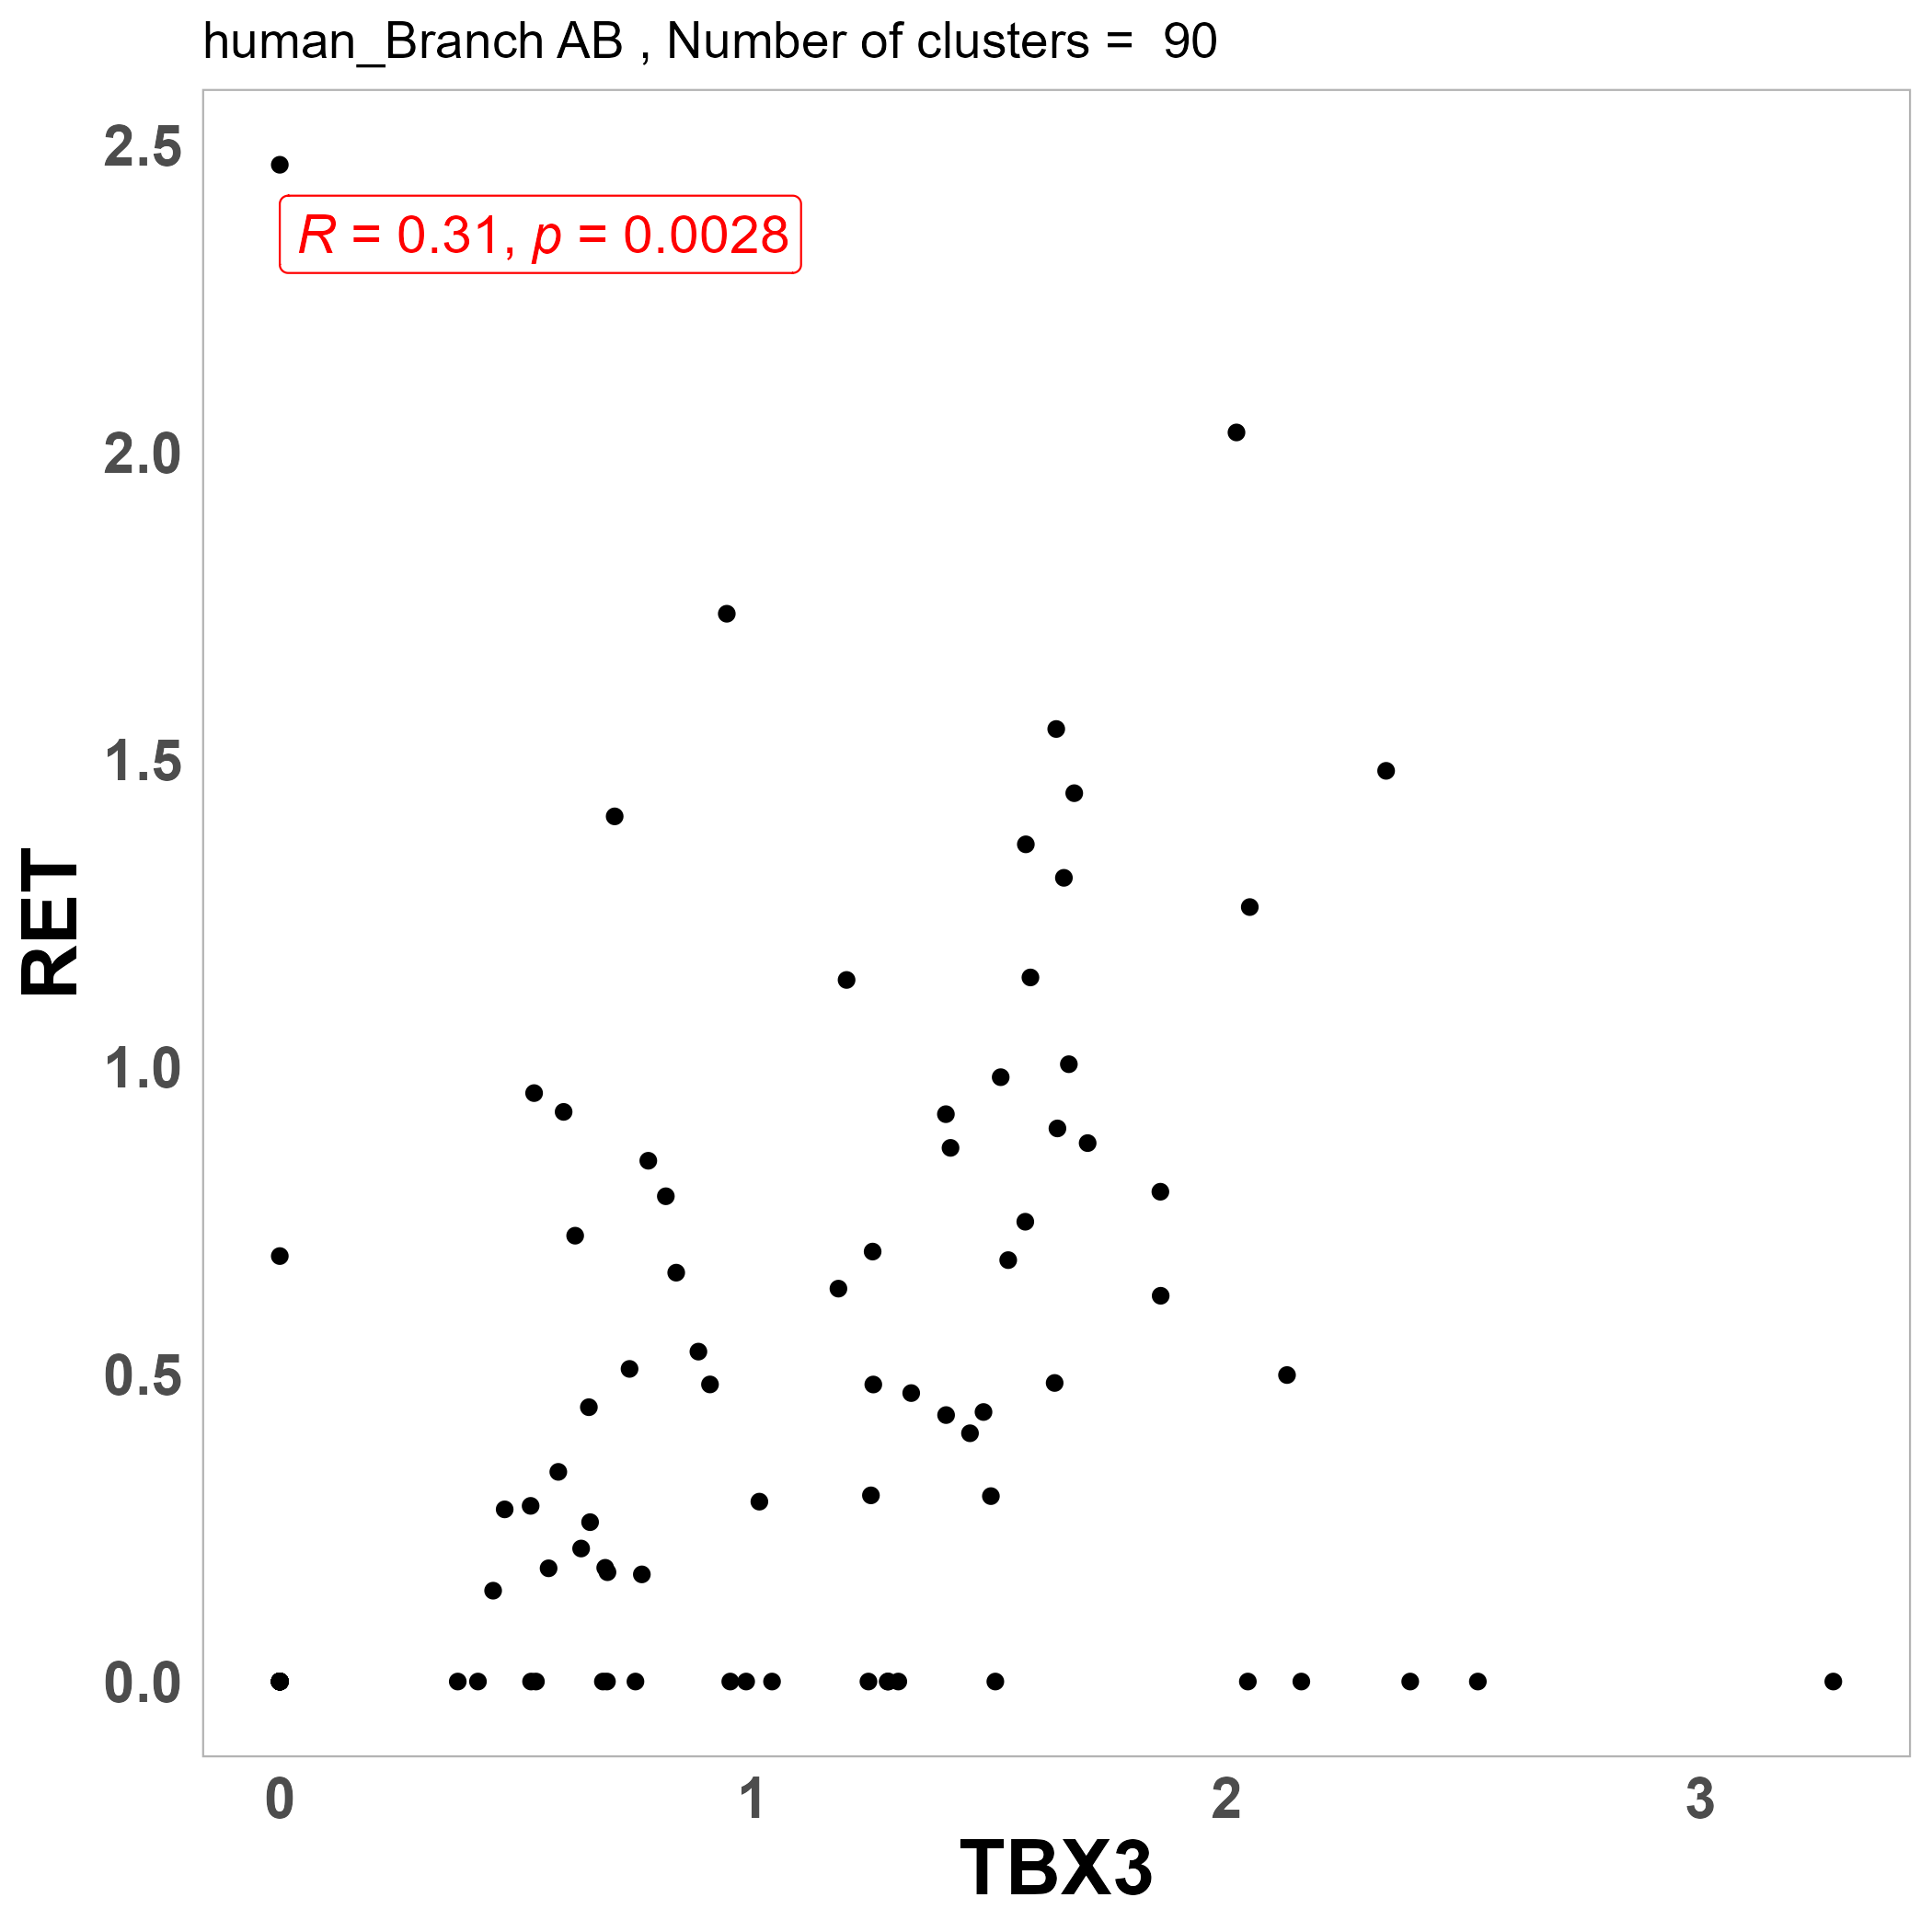 human_Branch AB , Number of clusters =  90
2.5
R = 0.31, p = 0.0028
2.0
1.5
RET
1.0
0.5
0.0
0 1 2 3
TBX3